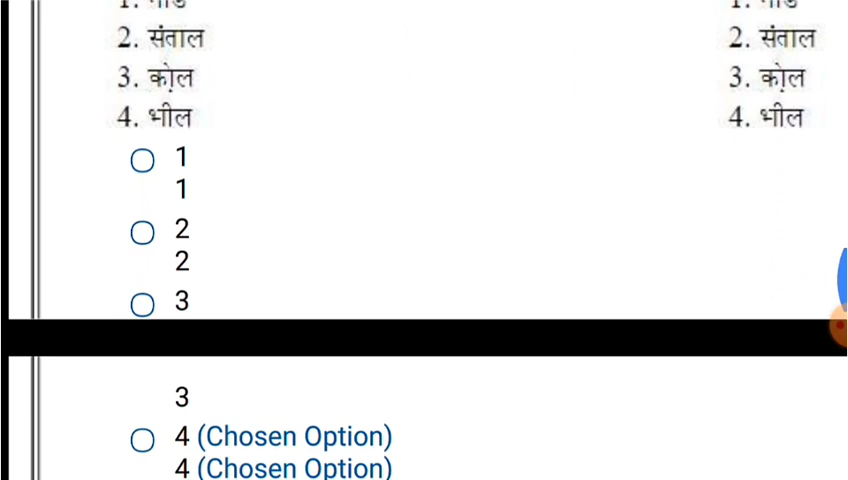 2. संताल 2. संताल
3. को़ल 3. को़ल
4. भील 4. भील
1
1
2
2
3
3
4 (Chosen Option)
4 (Chosen Option)